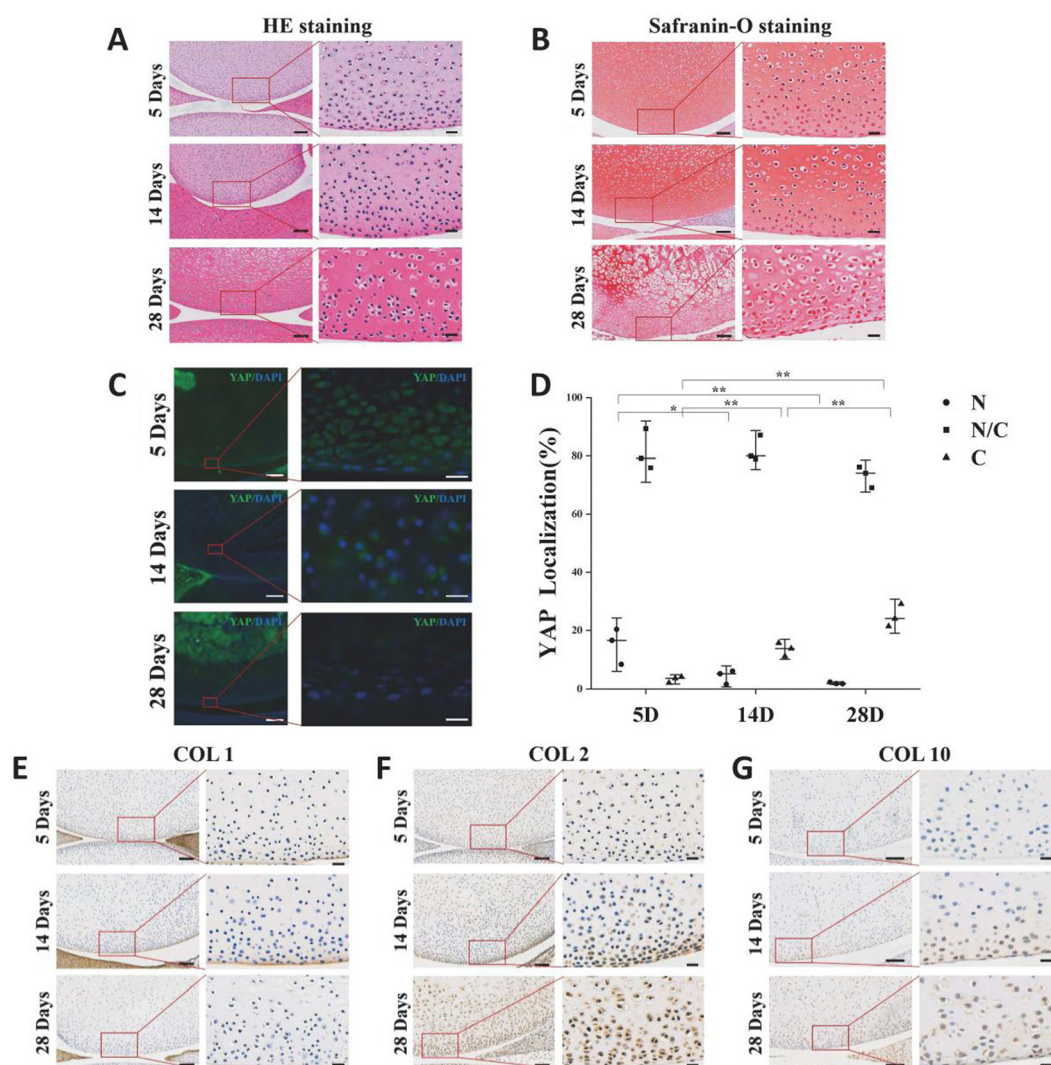 A
HE staining
5 Days
14 Days
28 Days
B
Safranin-O staining
5 Days
14 Days
28 Days
C
5 Days
YAP/DAPI
YAP/DAPI
14 Days
YAP/DAPI
YAP/DAPI
28 Days
YAP/DAPI
YAP/DAPI
D
YAP Localization(%)
100
80
60
40
20
0
5D
14D
28D
**
**
*
**
**
N
N/C
C
E
COL 1
5 Days
14 Days
28 Days
F
COL 2
5 Days
14 Days
28 Days
G
COL 10
5 Days
14 Days
28 Days